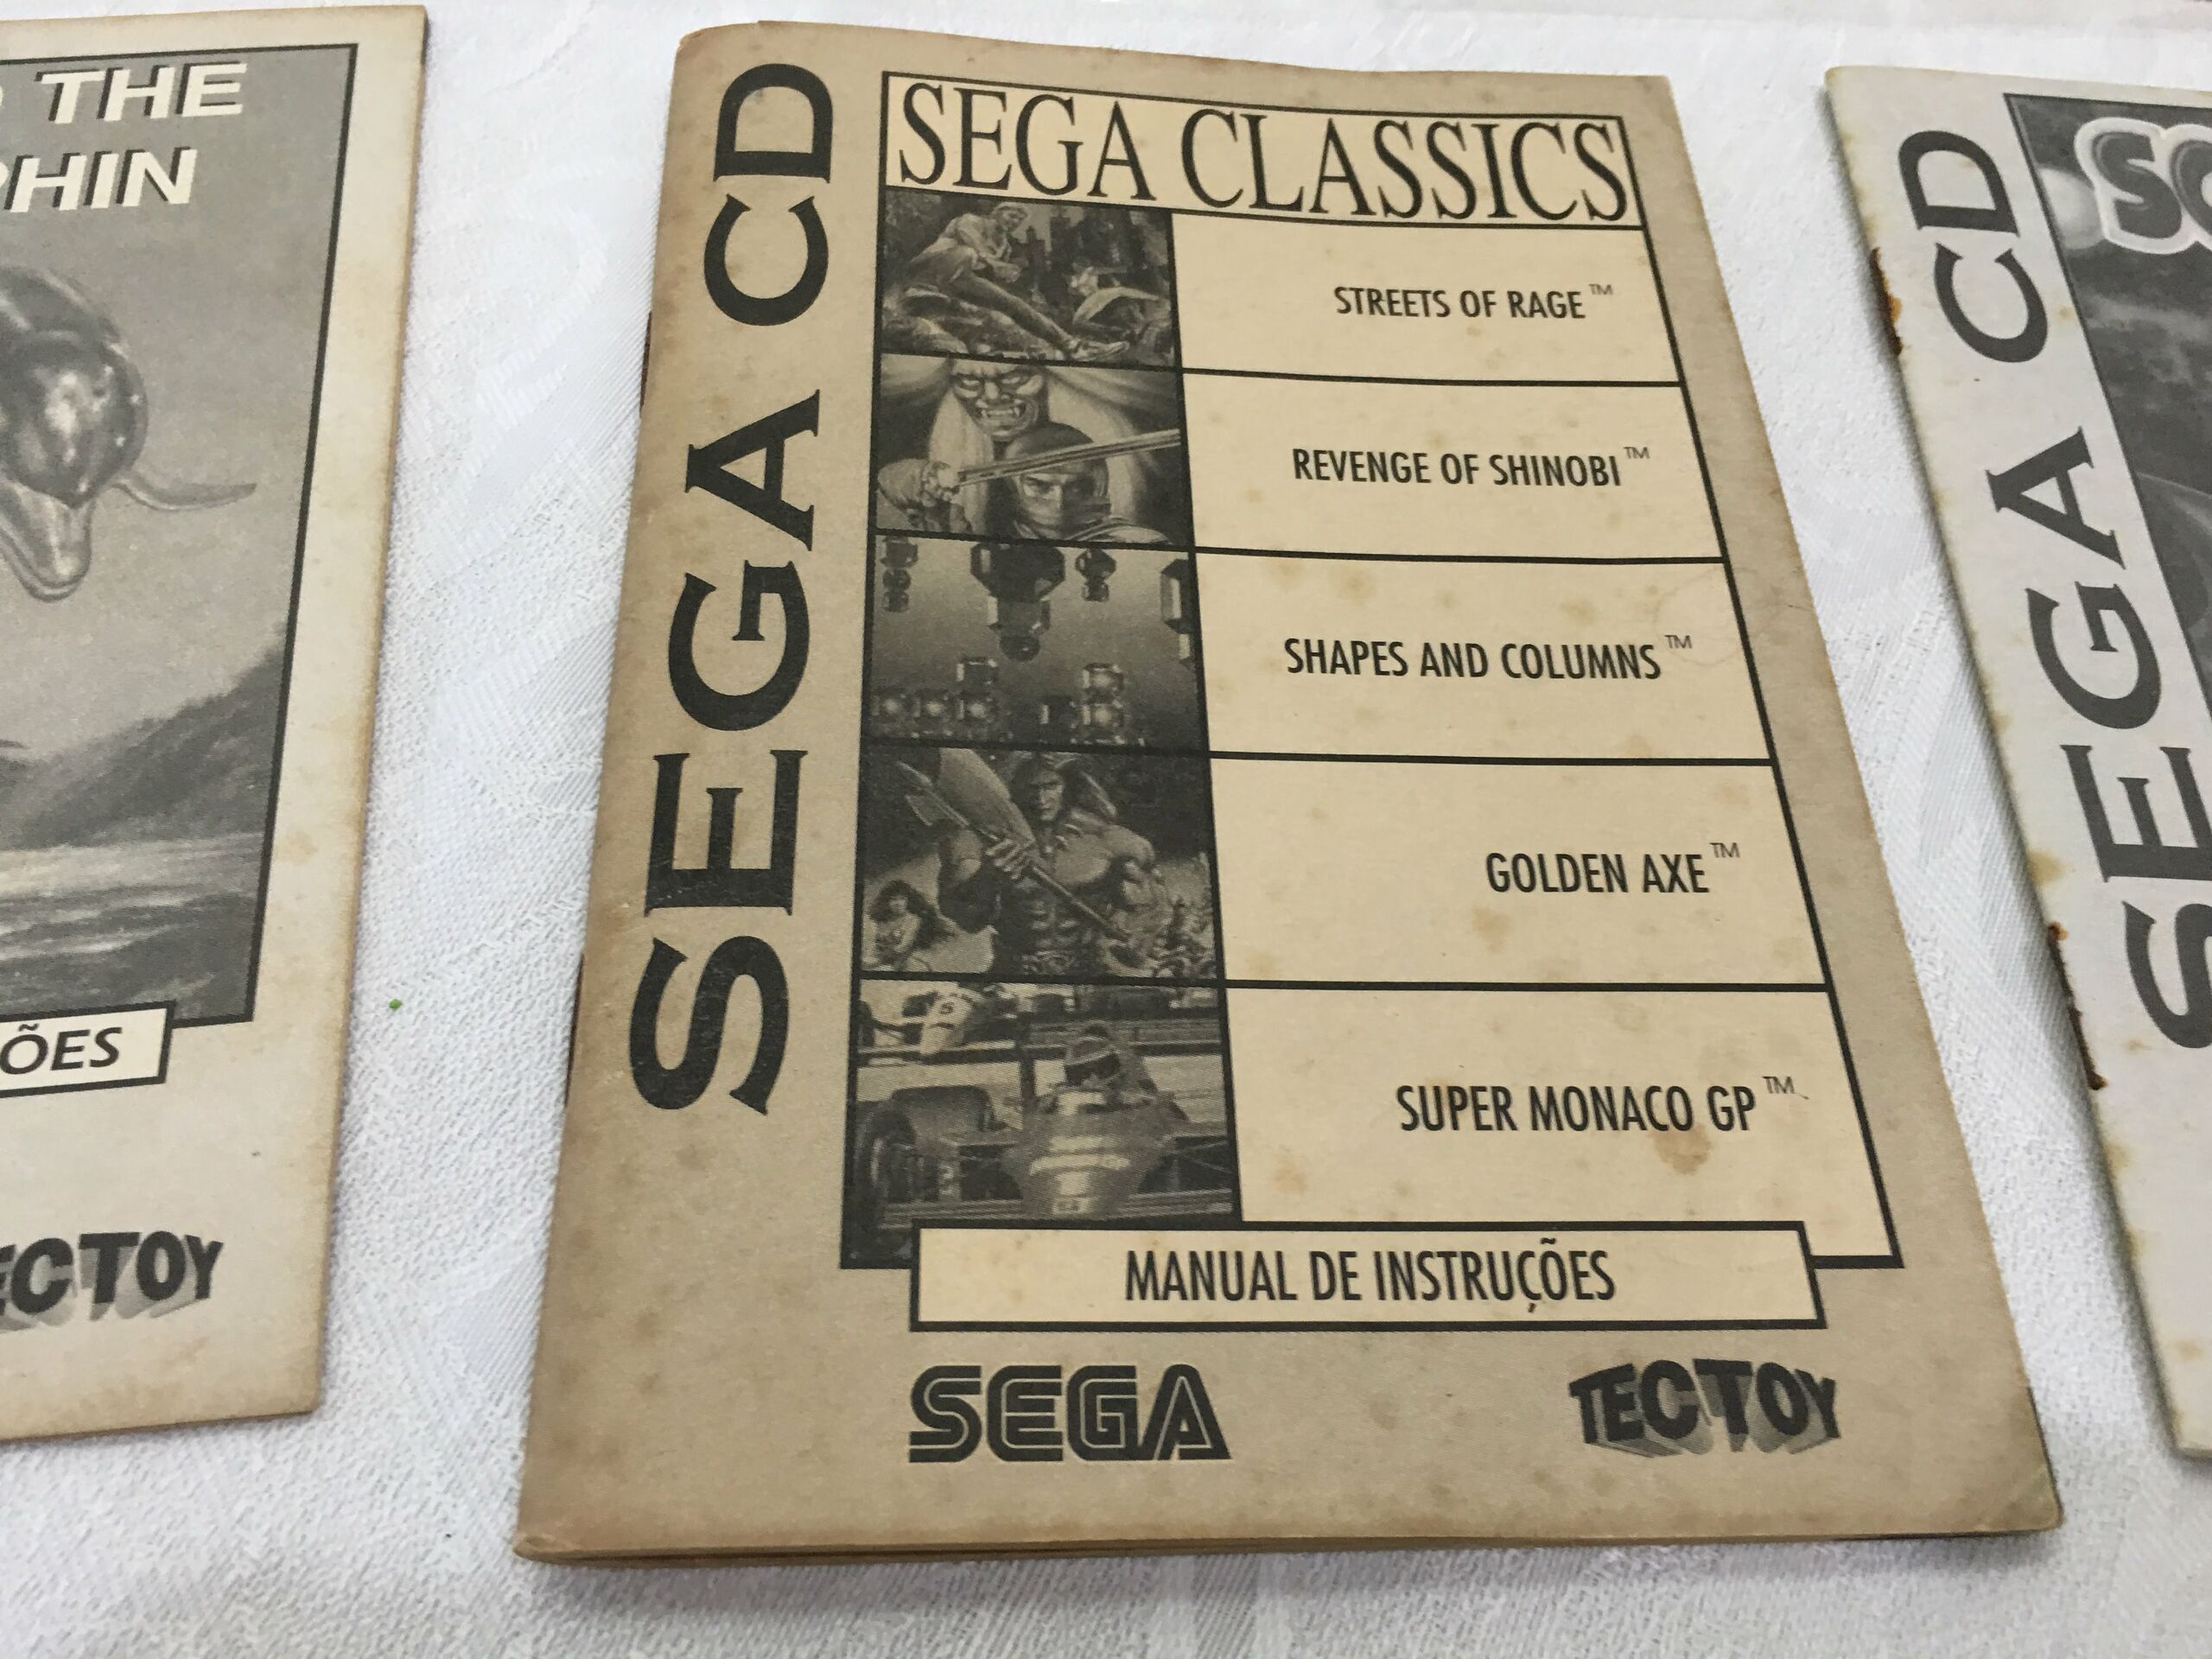 THE
PHIN
ÕES
TECTOY
SEGA CD
SEGA CLASSICS
STREETS OF RAGE™
REVENGE OF SHINOBI™
SHAPES AND COLUMNS™
GOLDEN AXE™
SUPER MONACO GP™
MANUAL DE INSTRUÇÕES
SEGA
TECTOY
SEGA CD